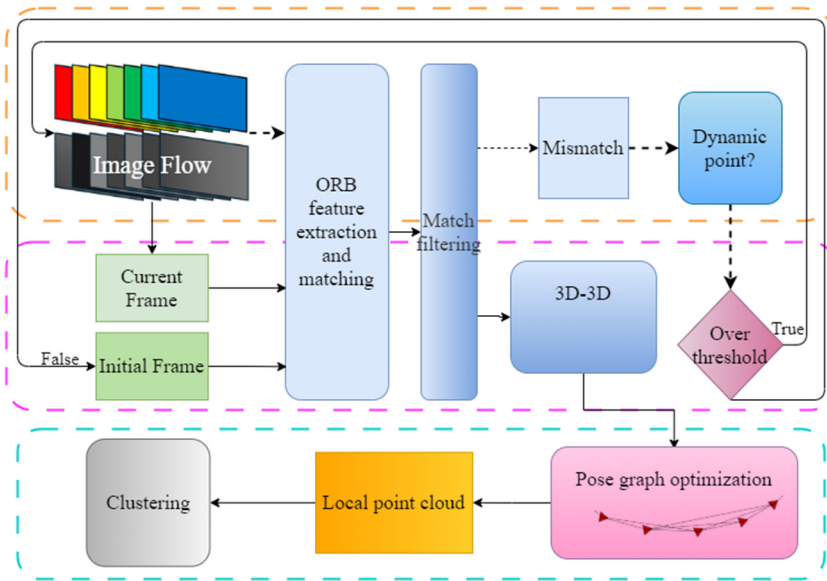 Image Flow
ORB
feature
extraction
and
matching
Match
filtering
Mismatch
Dynamic
point?
Current
Frame
3D-3D
Over
threshold
True
False
Initial Frame
Clustering
Local point cloud
Pose graph optimization